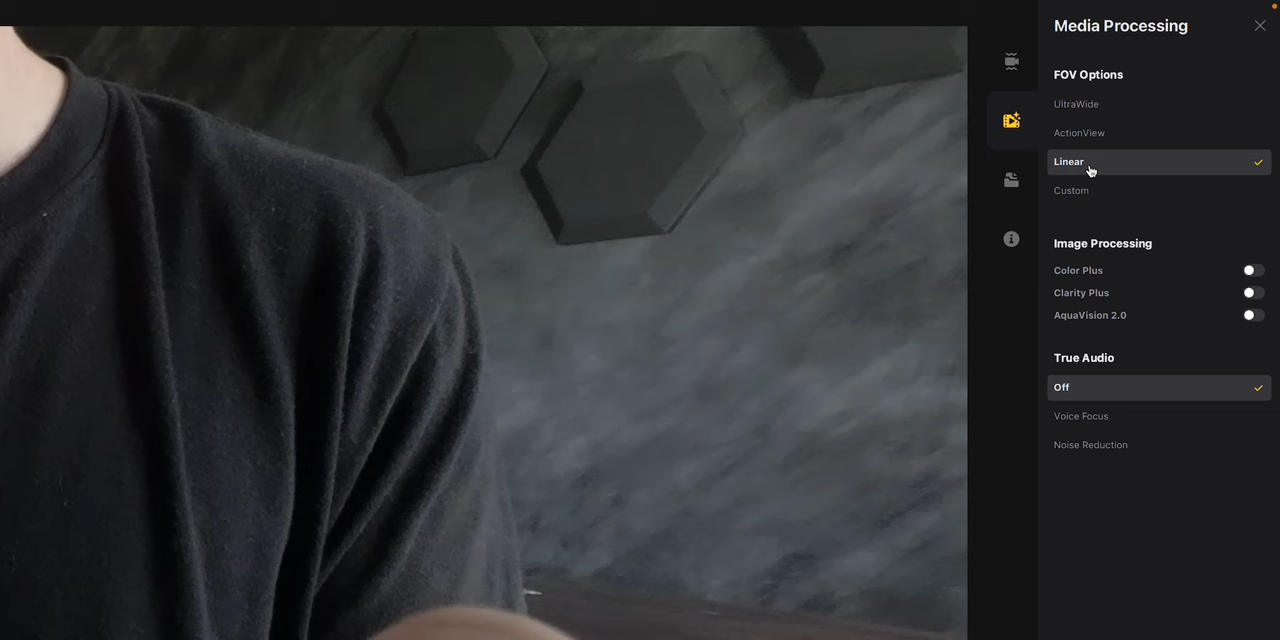 Media Processing
FOV Options
UltraWide
ActionView
Linear
Custom
Image Processing
Color Plus
Clarity Plus
AquaVision 2.0
True Audio
Off
Voice Focus
Noise Reduction